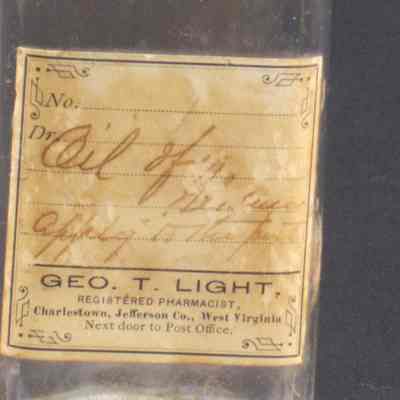 No.
Dr.
Oil of
apply to the
GEO. T. LIGHT,
REGISTERED PHARMACIST,
Charlestown, Jefferson Co., West Virginia
Next door to Post Office.